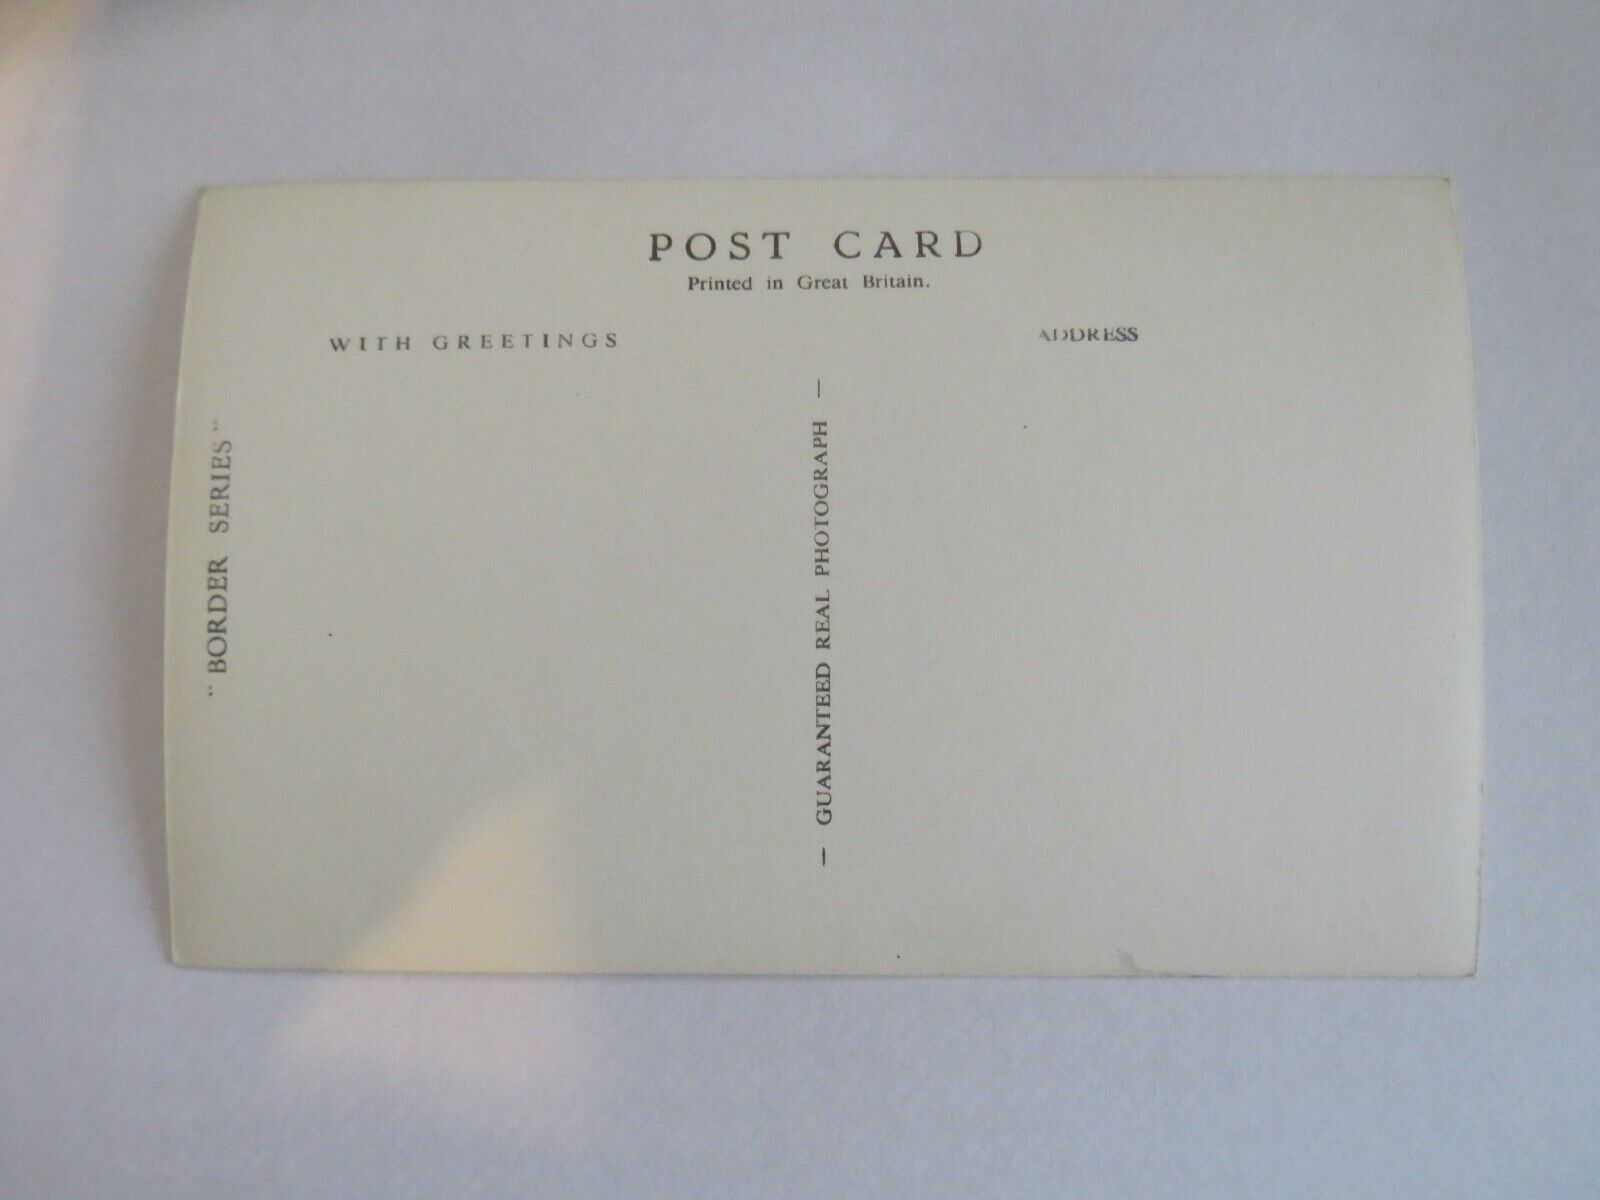 POST CARD
Printed in Great Britain.
WITH GREETINGS
ADDRESS
"BORDER SERIES"
— GUARANTEED REAL PHOTOGRAPH —